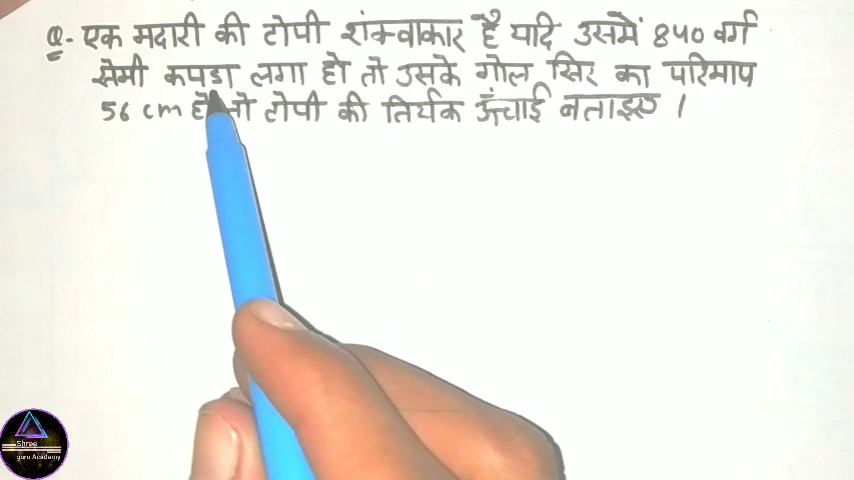 Q- एक मदारी की टोपी शंक्वाकार है यदि उसमें 840 वर्ग
सेमी कपडा लगा हो तो उसके गोल सिर का परिमाप
56 cm हो तो टोपी की तिर्यक ऊँचाई बताइए ।
Shree
guru Academy